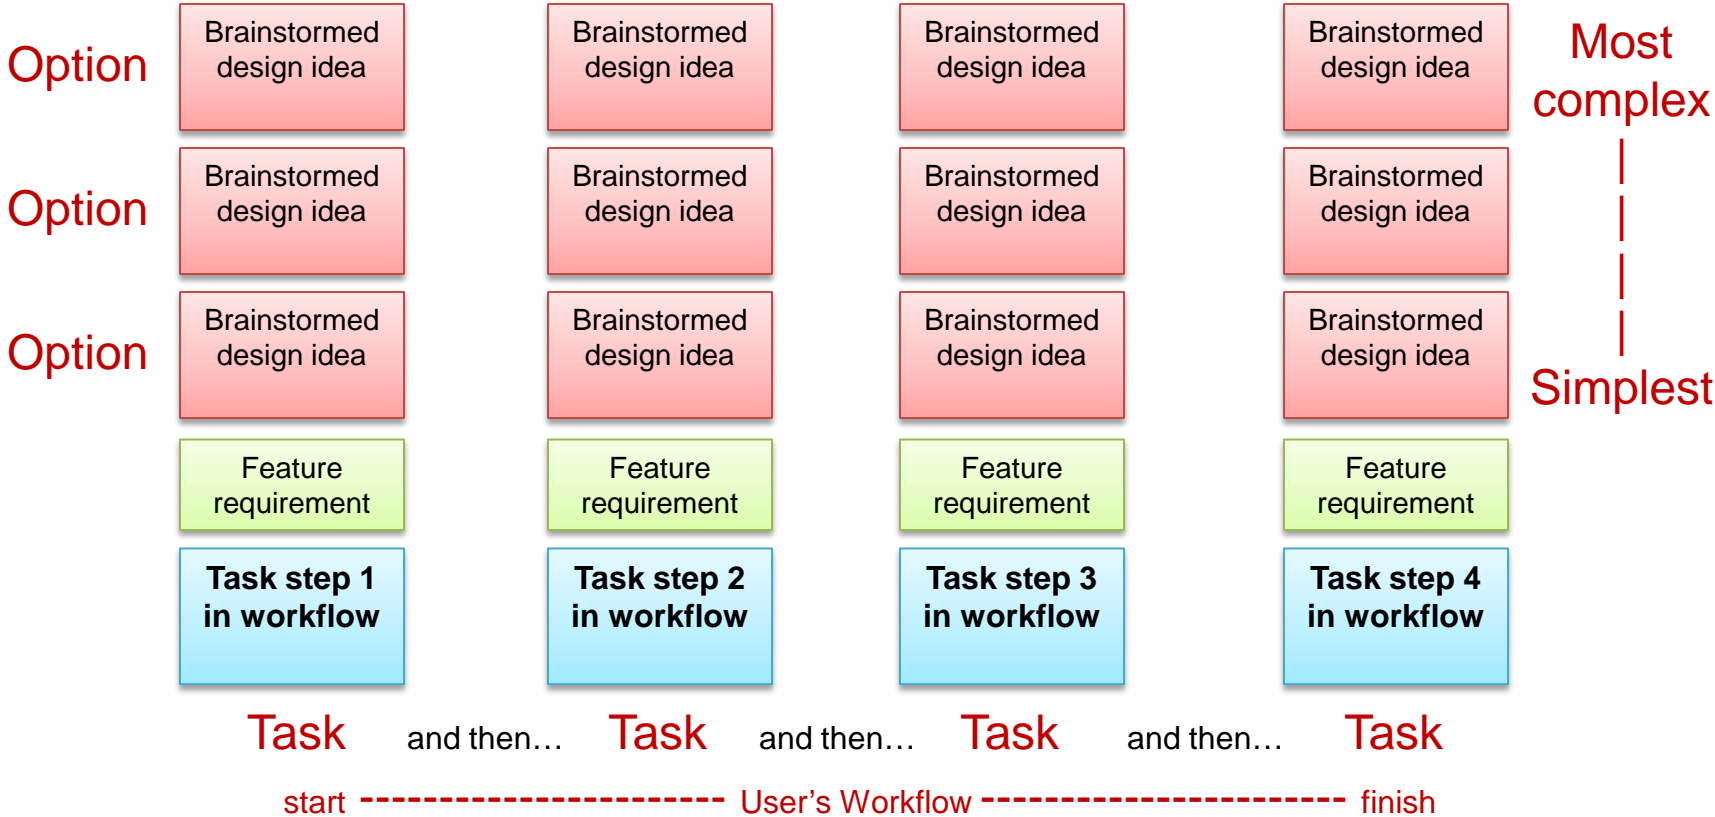 Option
Brainstormed
design idea
Brainstormed
design idea
Brainstormed
design idea
Brainstormed
design idea
Most
complex
Option
Brainstormed
design idea
Brainstormed
design idea
Brainstormed
design idea
Brainstormed
design idea
Option
Brainstormed
design idea
Brainstormed
design idea
Brainstormed
design idea
Brainstormed
design idea
Simplest
Feature
requirement
Feature
requirement
Feature
requirement
Feature
requirement
Task step 1
in workflow
Task step 2
in workflow
Task step 3
in workflow
Task step 4
in workflow
Task and then… Task and then… Task and then… Task
start ----------------------- User’s Workflow ----------------------- finish